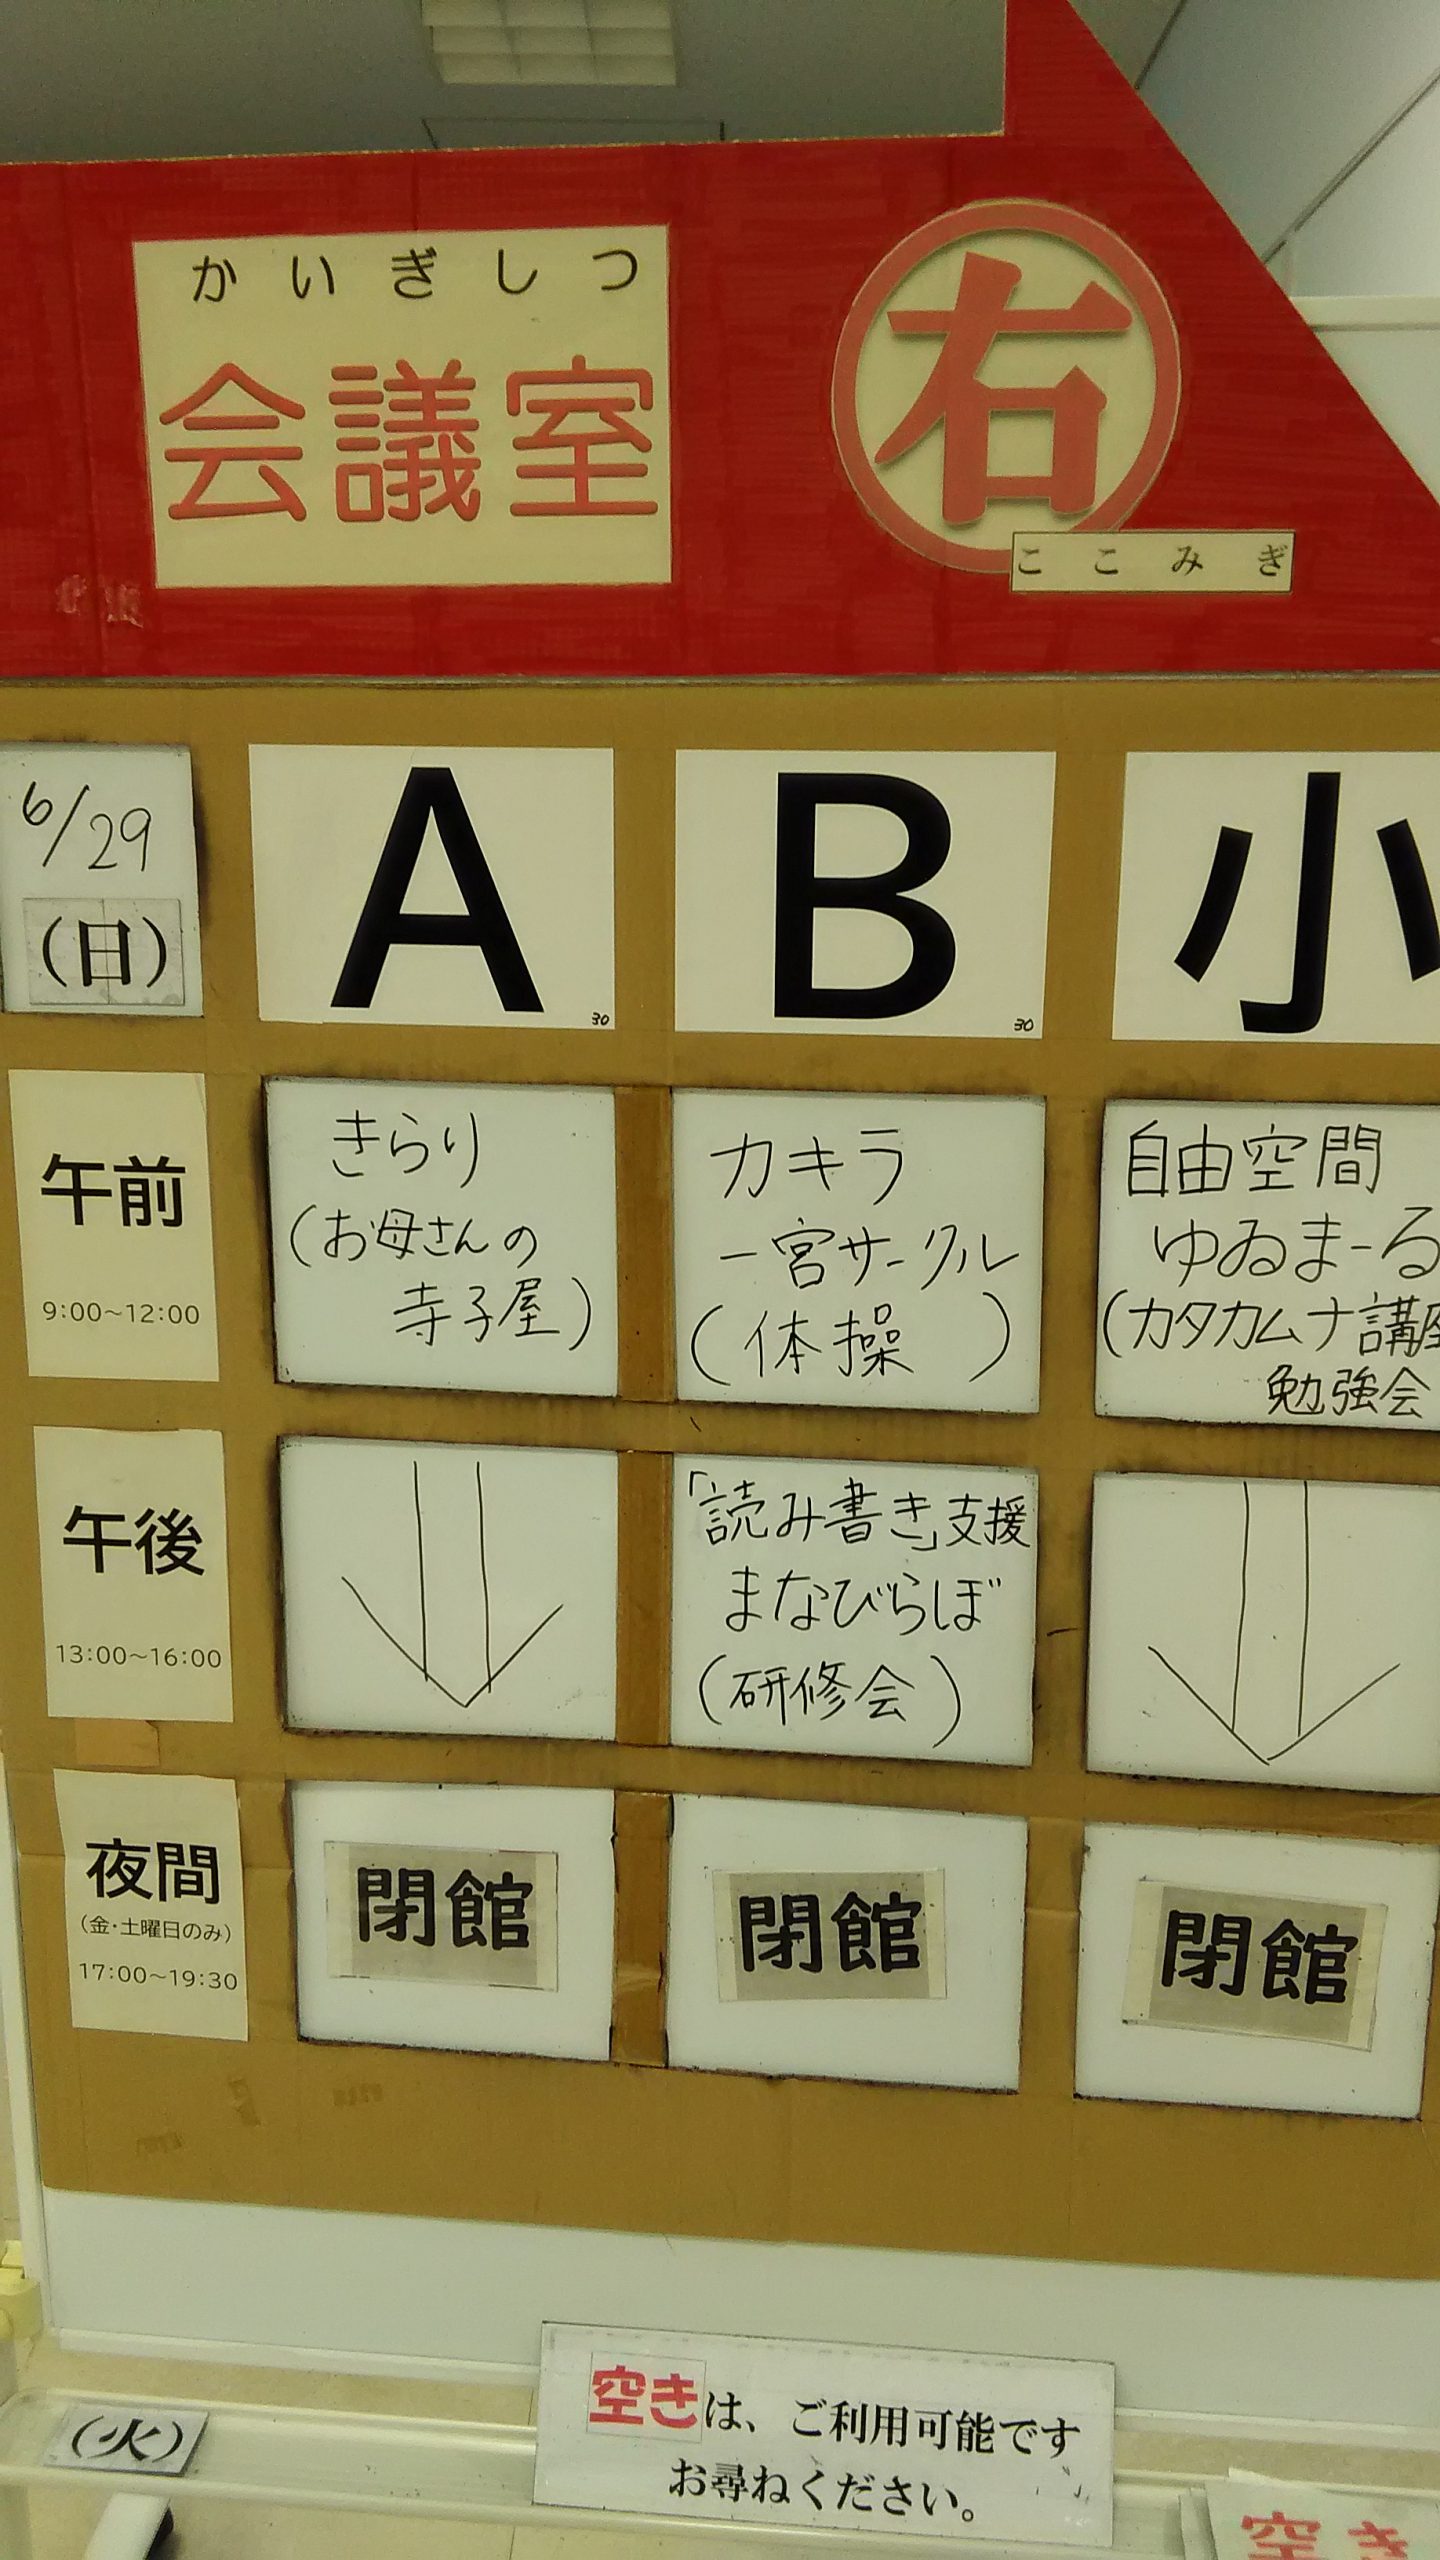 かいぎしつ
会議室
右
ここみぎ
6/29
(日)
A
30
B
30
小
午前
9:00～12:00
きらり
(お母さんの
寺子屋)
カキラ
一宮サークル
(体操)
自由空間
ゆゐまーる
(カタカムナ講座
勉強会
午後
13:00～16:00
「読み書き」支援
まなびらぼ
(研修会)
夜間
(金・土曜日のみ)
17:00～19:30
閉館
閉館
閉館
(火)
空きは、ご利用可能です
お尋ねください。
空き